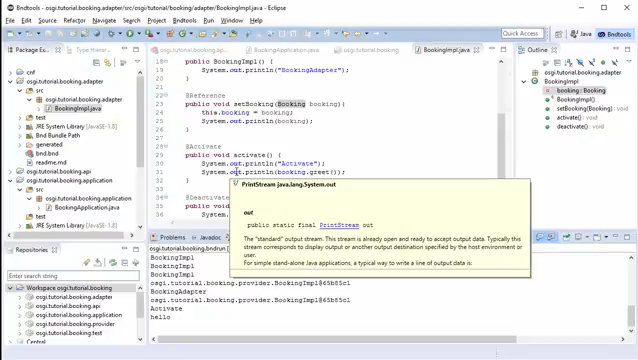 Bndtools - osgi.tutorial.booking.adapter/src/osgi/tutorial/booking/adapter/BookingImpl.java - Eclipse
File Edit Source Refactor Navigate Search Project Bndtools Run Window Help
Quick Access
Java
Bndtools
Package Ex
Type Hierarc
cnf
osgi.tutorial.booking.adapter
src
osgi.tutorial.booking.adapter
BookingImpl.java
test
JRE System Library [JavaSE-1.8]
Bnd Bundle Path
generated
bnd.bnd
readme.md
osgi.tutorial.booking.application
src
osgi.tutorial.booking.applicatio
BookingApplication.java
test
JRE System Library [JavaSE-1.8]
osgi.tutorial.booking.adapter
BookingApplication.java
osgi.tutorial.booking
BookingImpl.java
public BookingImpl() {
System.out.println("BookingAdapter");
}
@Reference
public void setBooking(Booking booking){
this.booking = booking;
System.out.println(booking);
}
@Activate
public void activate() {
System.out.println("Activate");
System.out.println(booking.greet());
}
@Deactivate
public void
System.
PrintStream java.lang.System.out
out
public static final PrintStream out
The "standard" output stream. This stream is already open and ready to accept output data. Typically this
stream corresponds to display output or another output destination specified by the host environment or
user.
For simple stand-alone Java applications, a typical way to write a line of output data is:
Outline
osgi.tutorial.booking.adapter
BookingImpl
booking : Booking
BookingImpl()
setBooking(Booking)
activate() : void
deactivate() : void
Repositories
Enter search string
Workspace osgi.tutorial.booking
osgi.tutorial.booking.adapter
osgi.tutorial.booking.api
osgi.tutorial.booking.application
osgi.tutorial.booking.provider
osgi.tutorial.booking.test
Central
Problems
Javadoc
booking.bndrun
BookingImpl
BookingImpl
BookingImpl
osgi.tutorial.booking.provider.BookingImpl@65b85c1
BookingAdapter
osgi.tutorial.booking.provider.BookingImpl@65b85c1
Activate
hello